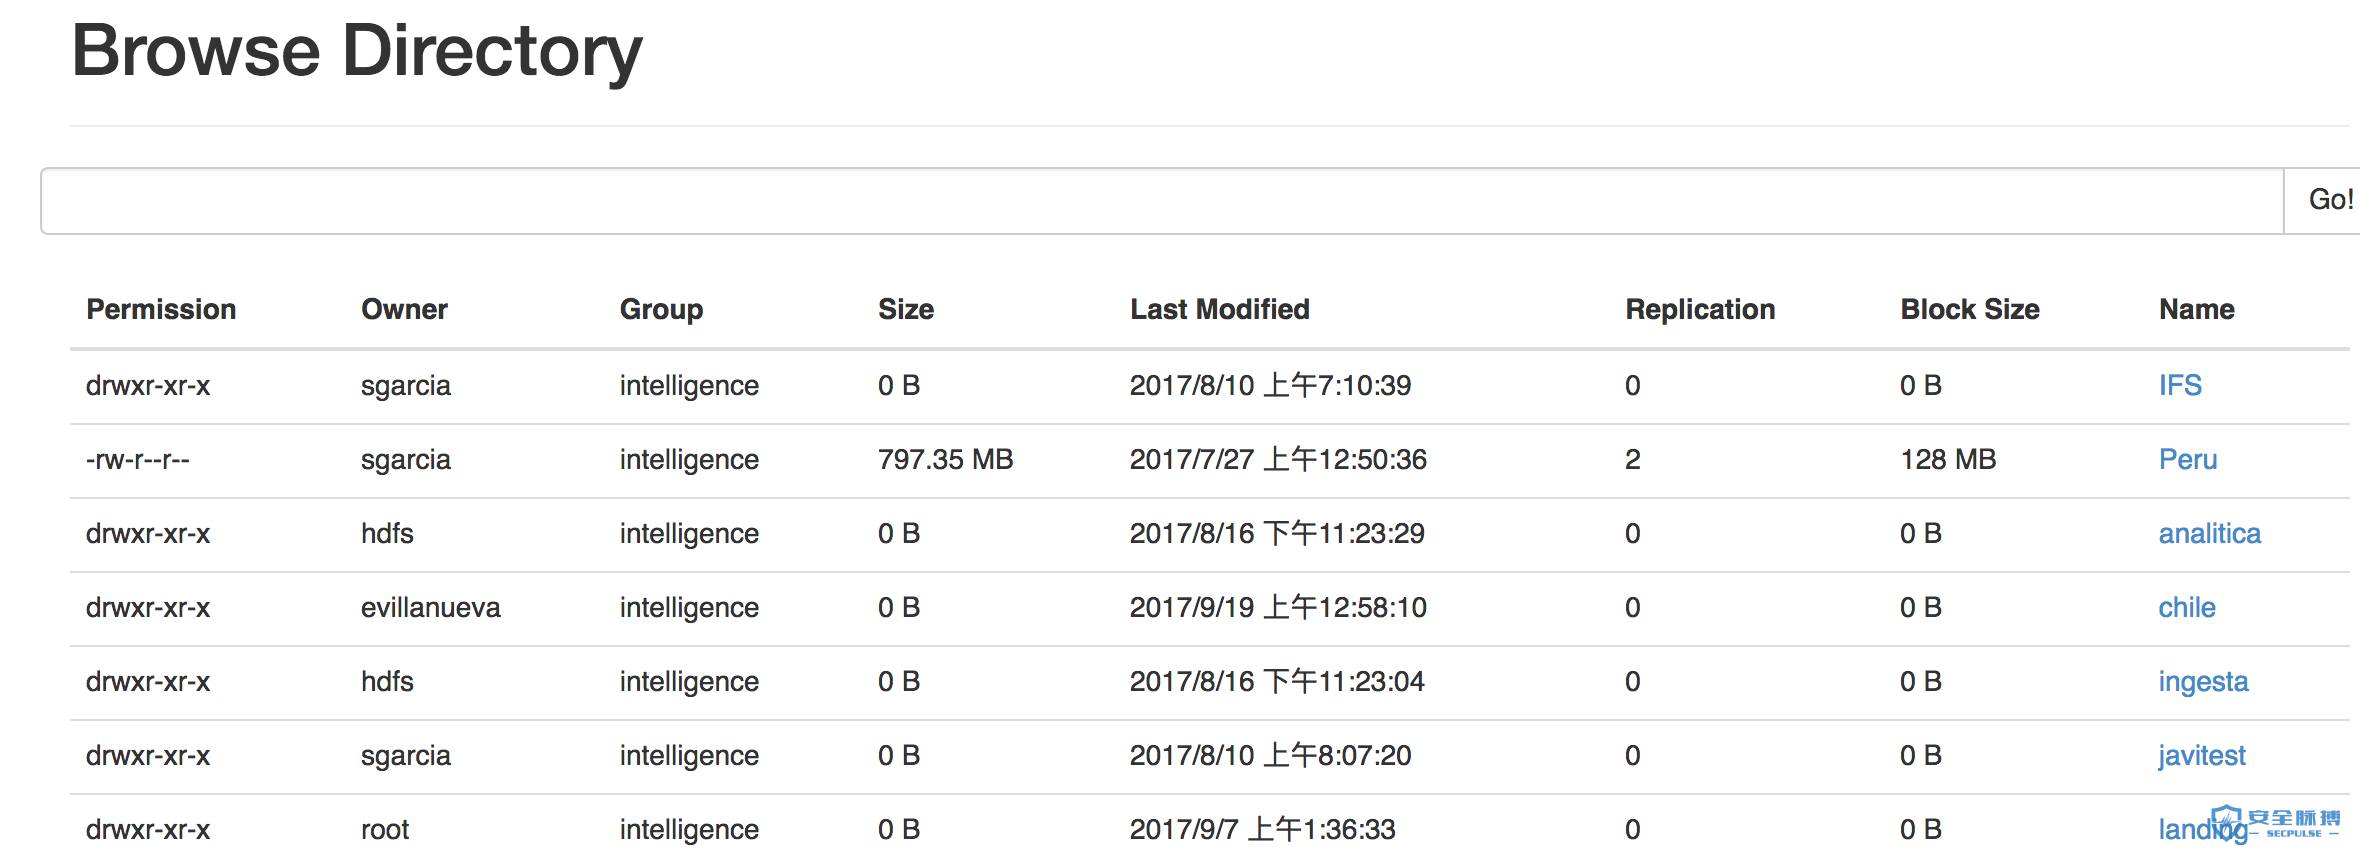 Browse Directory
Go!
Permission Owner Group Size Last Modified Replication Block Size Name
drwxr-xr-x sgarcia intelligence 0 B 2017/8/10 上午7:10:39 0 0 B IFS
-rw-r--r-- sgarcia intelligence 797.35 MB 2017/7/27 上午12:50:36 2 128 MB Peru
drwxr-xr-x hdfs intelligence 0 B 2017/8/16 下午11:23:29 0 0 B analitica
drwxr-xr-x evillanueva intelligence 0 B 2017/9/19 上午12:58:10 0 0 B chile
drwxr-xr-x hdfs intelligence 0 B 2017/8/16 下午11:23:04 0 0 B ingesta
drwxr-xr-x sgarcia intelligence 0 B 2017/8/10 上午8:07:20 0 0 B javitest
drwxr-xr-x root intelligence 0 B 2017/9/7 上午1:36:33 0 0 B landing
安全脉搏
SECPULSE